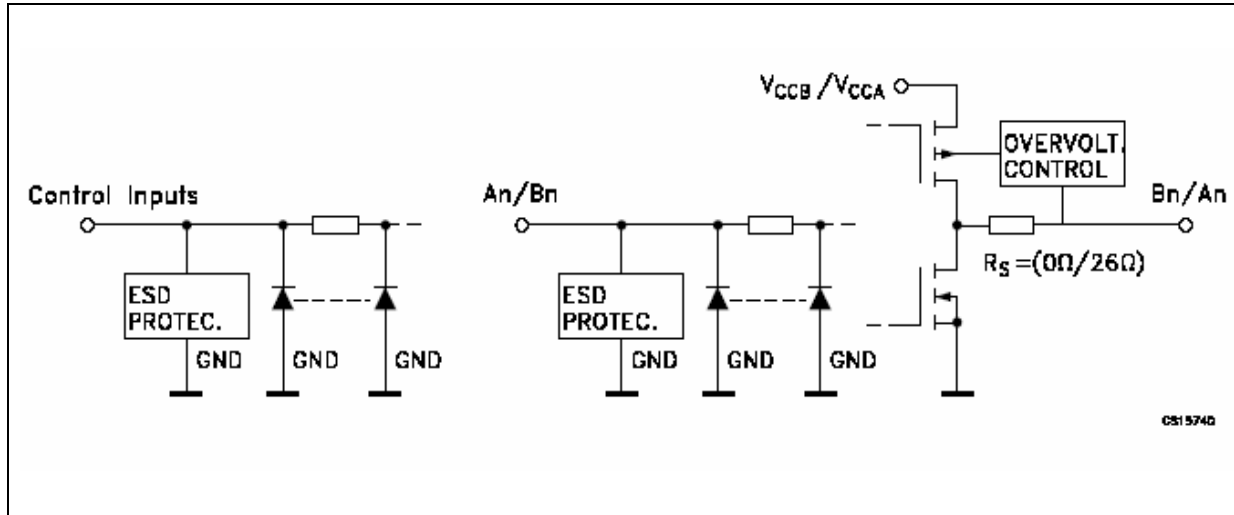 Control Inputs
ESD
PROTEC.
GND
GND
GND
An/Bn
ESD
PROTEC.
GND
GND
GND
VCCB/VCCA
OVERVOLT.
CONTROL
Bn/An
RS=(0Ω/26Ω)
CS15740